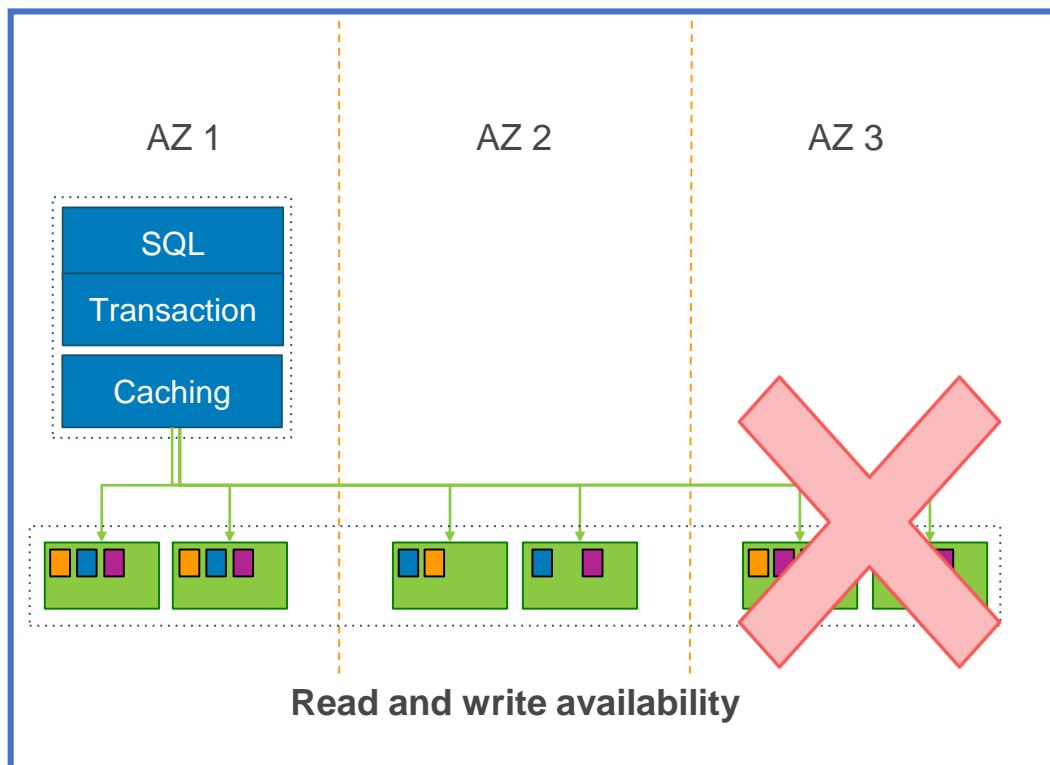 AZ 1
AZ 2
AZ 3
SQL
Transaction
Caching
Read and write availability